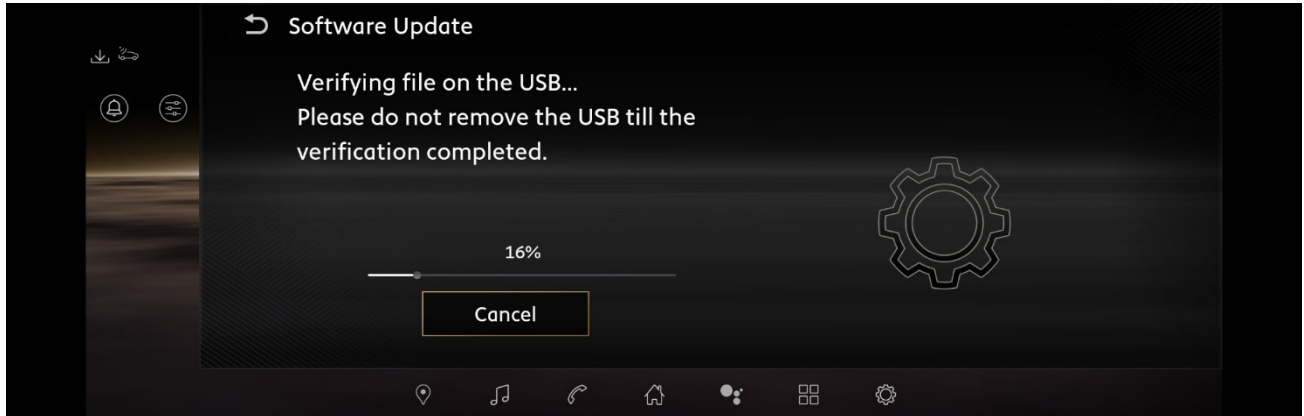 Software Update
Verifying file on the USB...
Please do not remove the USB till the
verification completed.
16%
Cancel